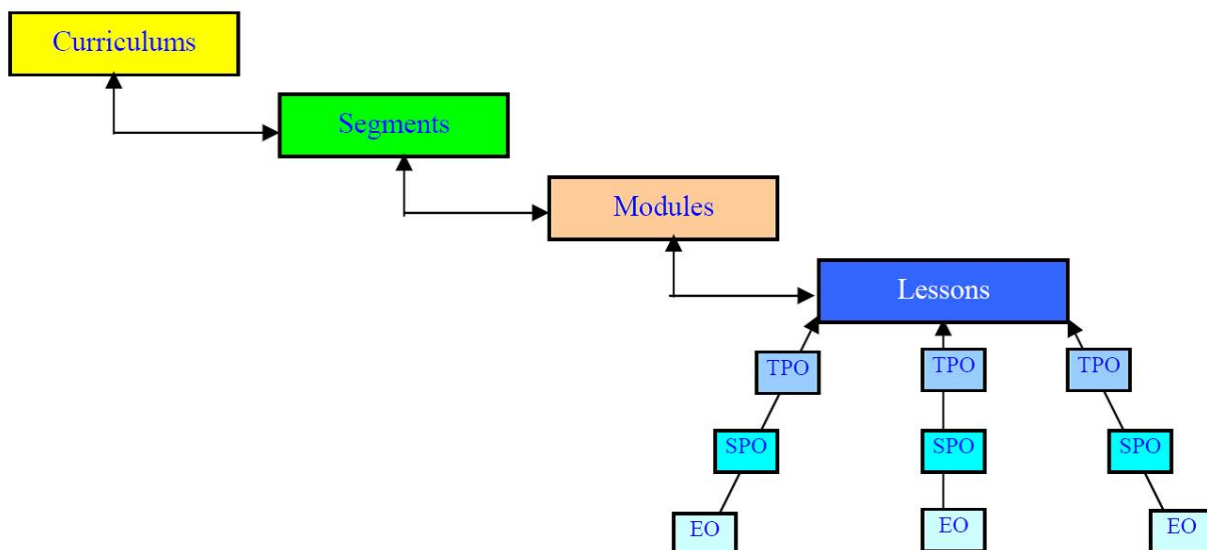 Curriculums
Segments
Modules
Lessons
TPO TPO TPO
SPO SPO SPO
EO EO EO